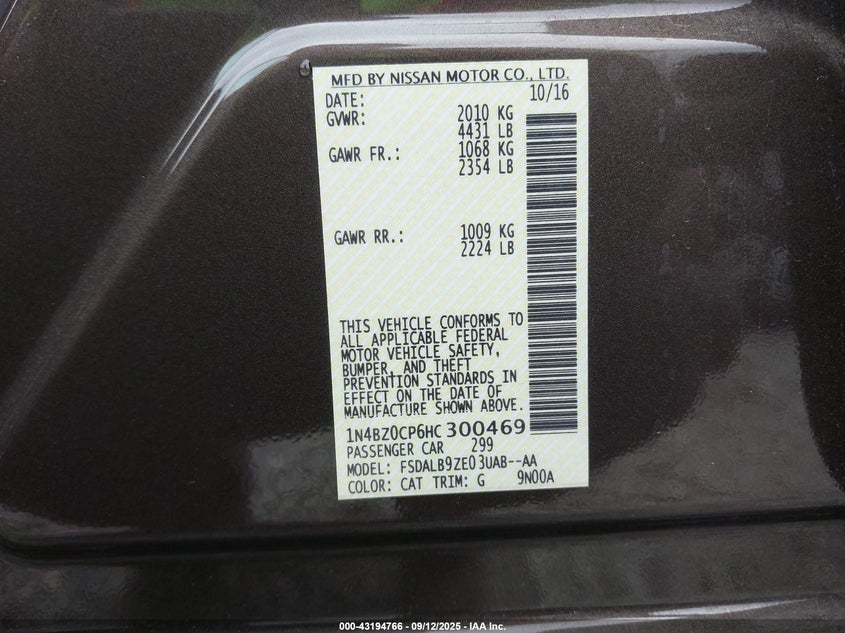 MFD BY NISSAN MOTOR CO., LTD.
DATE: 10/16
GVWR: 2010 KG
4431 LB
GAWR FR.: 1068 KG
2354 LB
GAWR RR.: 1009 KG
2224 LB
THIS VEHICLE CONFORMS TO
ALL APPLICABLE FEDERAL
MOTOR VEHICLE SAFETY,
BUMPER, AND THEFT
PREVENTION STANDARDS IN
EFFECT ON THE DATE OF
MANUFACTURE SHOWN ABOVE.
1N4BZ0CP6HC 300469
PASSENGER CAR 299
MODEL: FSDALB9ZE03UAB--AA
COLOR: CAT TRIM: G 9N00A
000-43194766 - 09/12/2025 - IAA Inc.